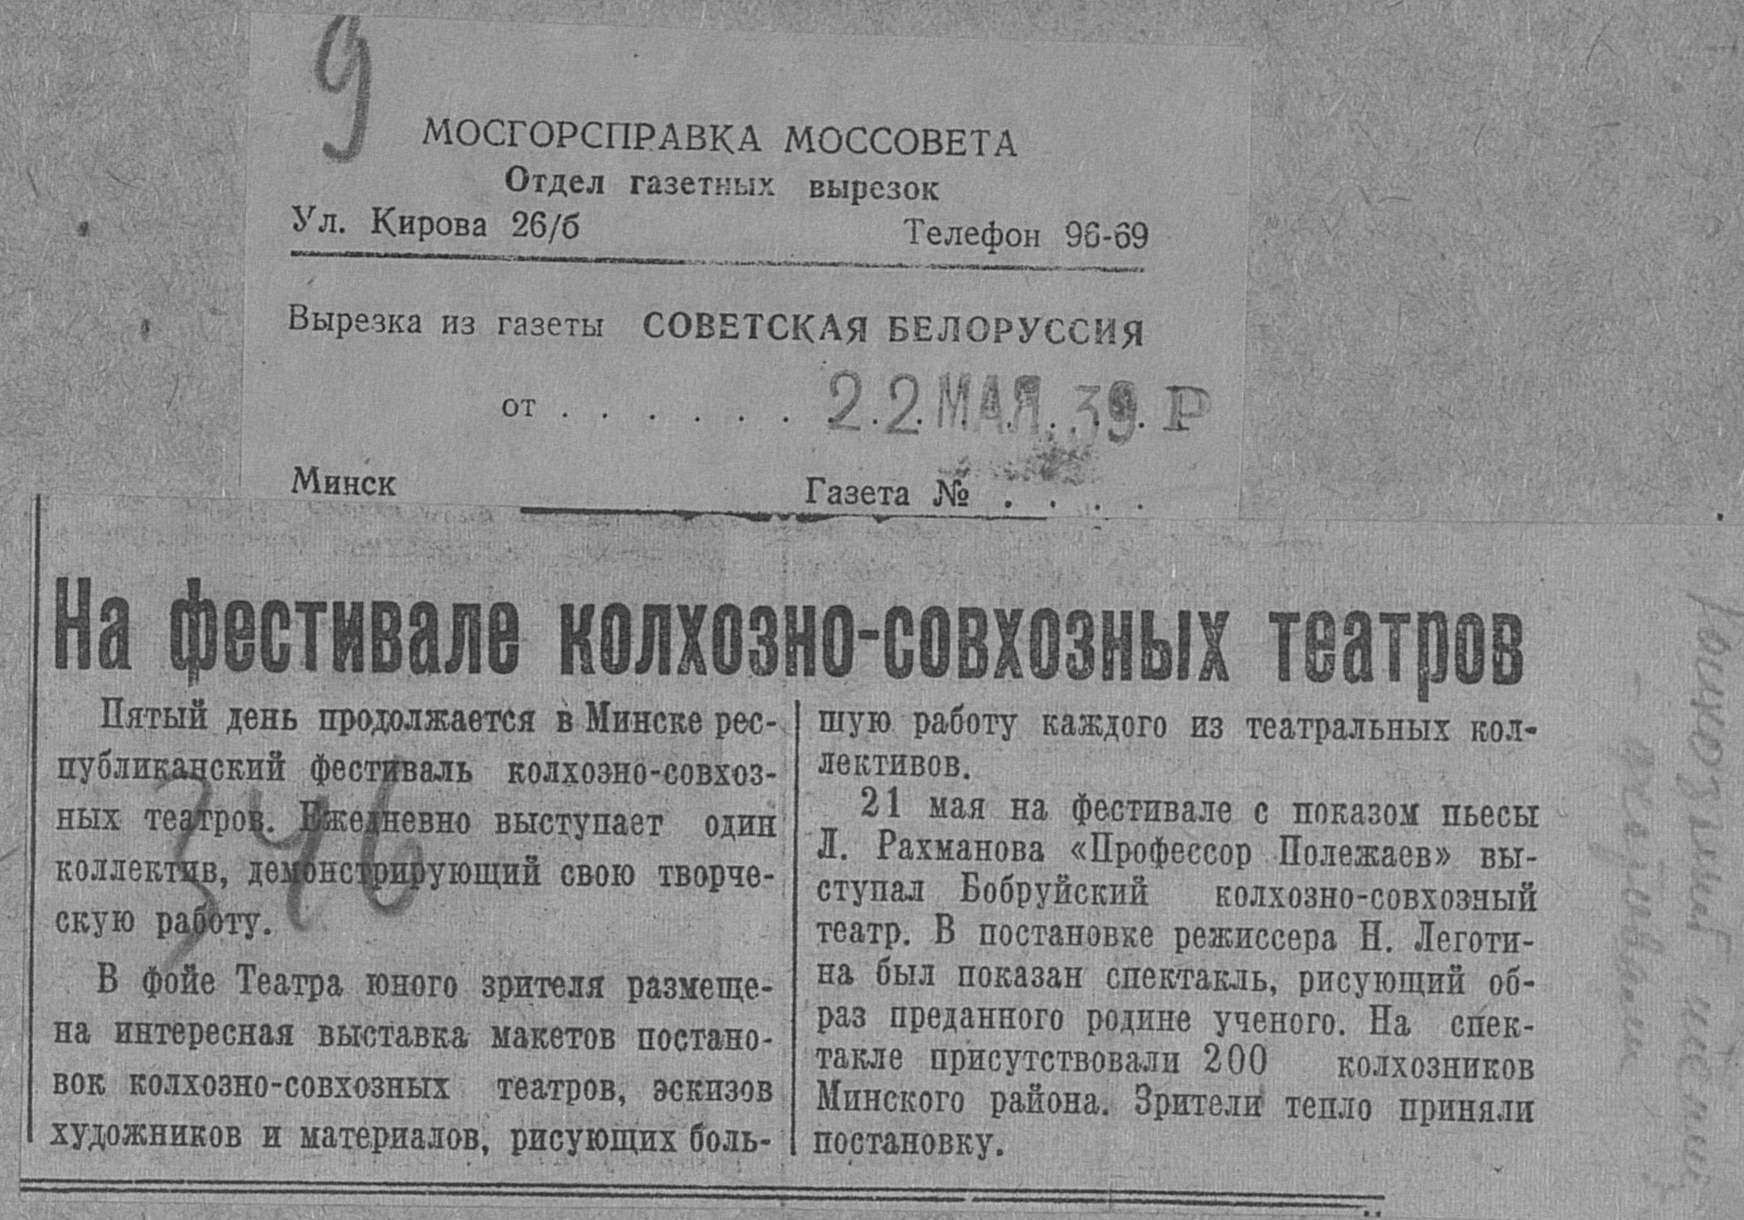 9
МОСГОРСПРАВКА МОССОВЕТА
Отдел газетных вырезок
Ул. Кирова 26/б Телефон 96-69
Вырезка из газеты СОВЕТСКАЯ БЕЛОРУССИЯ
от . . . . . . 22 МАЯ 39 Р
Минск Газета № . . . .
На фестивале колхозно-совхозных театров
Пятый день продолжается в Минске рес-
публиканский фестиваль колхозно-совхоз-
ных театров. Ежедневно выступает один
коллектив, демонстрирующий свою творче-
скую работу.
346
В фойе Театра юного зрителя размеще-
на интересная выставка макетов постано-
вок колхозно-совхозных театров, эскизов
художников и материалов, рисующих боль-
шую работу каждого из театральных кол-
лективов.
21 мая на фестивале с показом пьесы
Л. Рахманова «Профессор Полежаев» вы-
ступал Бобруйский колхозно-совхозный
театр. В постановке режиссера Н. Леготи-
на был показан спектакль, рисующий об-
раз преданного родине ученого. На спек-
такле присутствовали 200 колхозников
Минского района. Зрители тепло приняли
постановку.